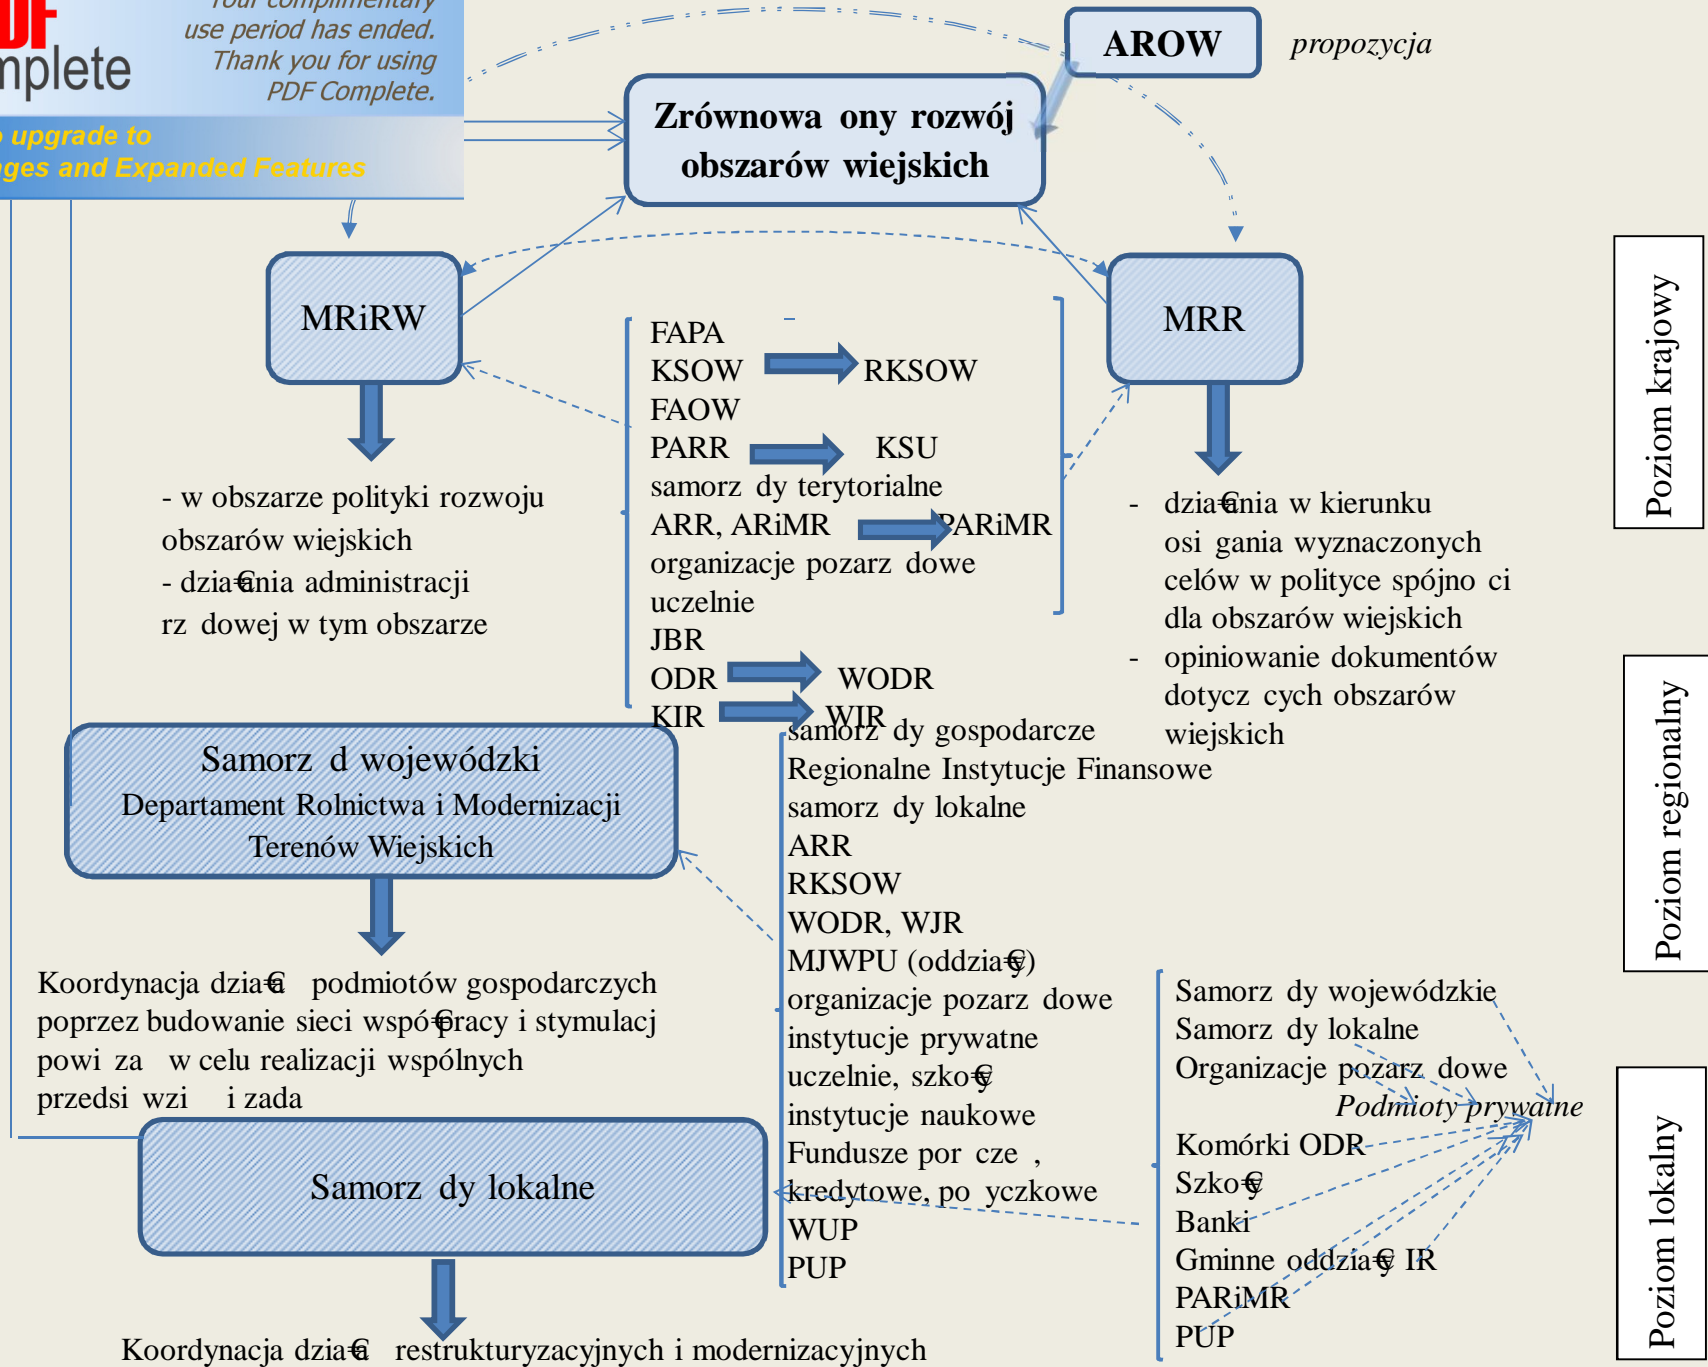 Your complimentary
use period has ended.
Thank you for using
PDF Complete.
mplete
upgrade to
ges and Expanded Features
AROW
propozycja
Zrównowa ony rozwój
obszarów wiejskich
MRiRW
MRR
FAPA
KSOW RKSOW
FAOW
PARR KSU
samorz dy terytorialne
ARR, ARiMR PARiMR
organizacje pozarz dowe
uczelnie
JBR
ODR WODR
KIR WIR
- w obszarze polityki rozwoju
obszarów wiejskich
- dzia€ania administracji
rz dowej w tym obszarze
- dzia€ania w kierunku
osi gania wyznaczonych
celów w polityce spójno ci
dla obszarów wiejskich
- opiniowanie dokumentów
dotycz cych obszarów
wiejskich
Poziom krajowy
Samorz d wojewódzki
Departament Rolnictwa i Modernizacji
Terenów Wiejskich
samorz dy gospodarcze
Regionalne Instytucje Finansowe
samorz dy lokalne
ARR
RKSOW
WODR, WJR
MJWPU (oddzia€y)
organizacje pozarz dowe
instytucje prywatne
uczelnie, szko€y
instytucje naukowe
Fundusze por cze ,
kredytowe, po yczkowe
WUP
PUP
Poziom regionalny
Koordynacja dzia€a podmiotów gospodarczych
poprzez budowanie sieci wspó€pracy i stymulacj
powi za w celu realizacji wspólnych
przedsi wzi i zada
Samorz dy lokalne
Samorz dy wojewódzkie
Samorz dy lokalne
Organizacje pozarz dowe
Podmioty prywatne
Komórki ODR
Szko€y
Banki
Gminne oddzia€y IR
PARiMR
PUP
Poziom lokalny
Koordynacja dzia€a restrukturyzacyjnych i modernizacyjnych